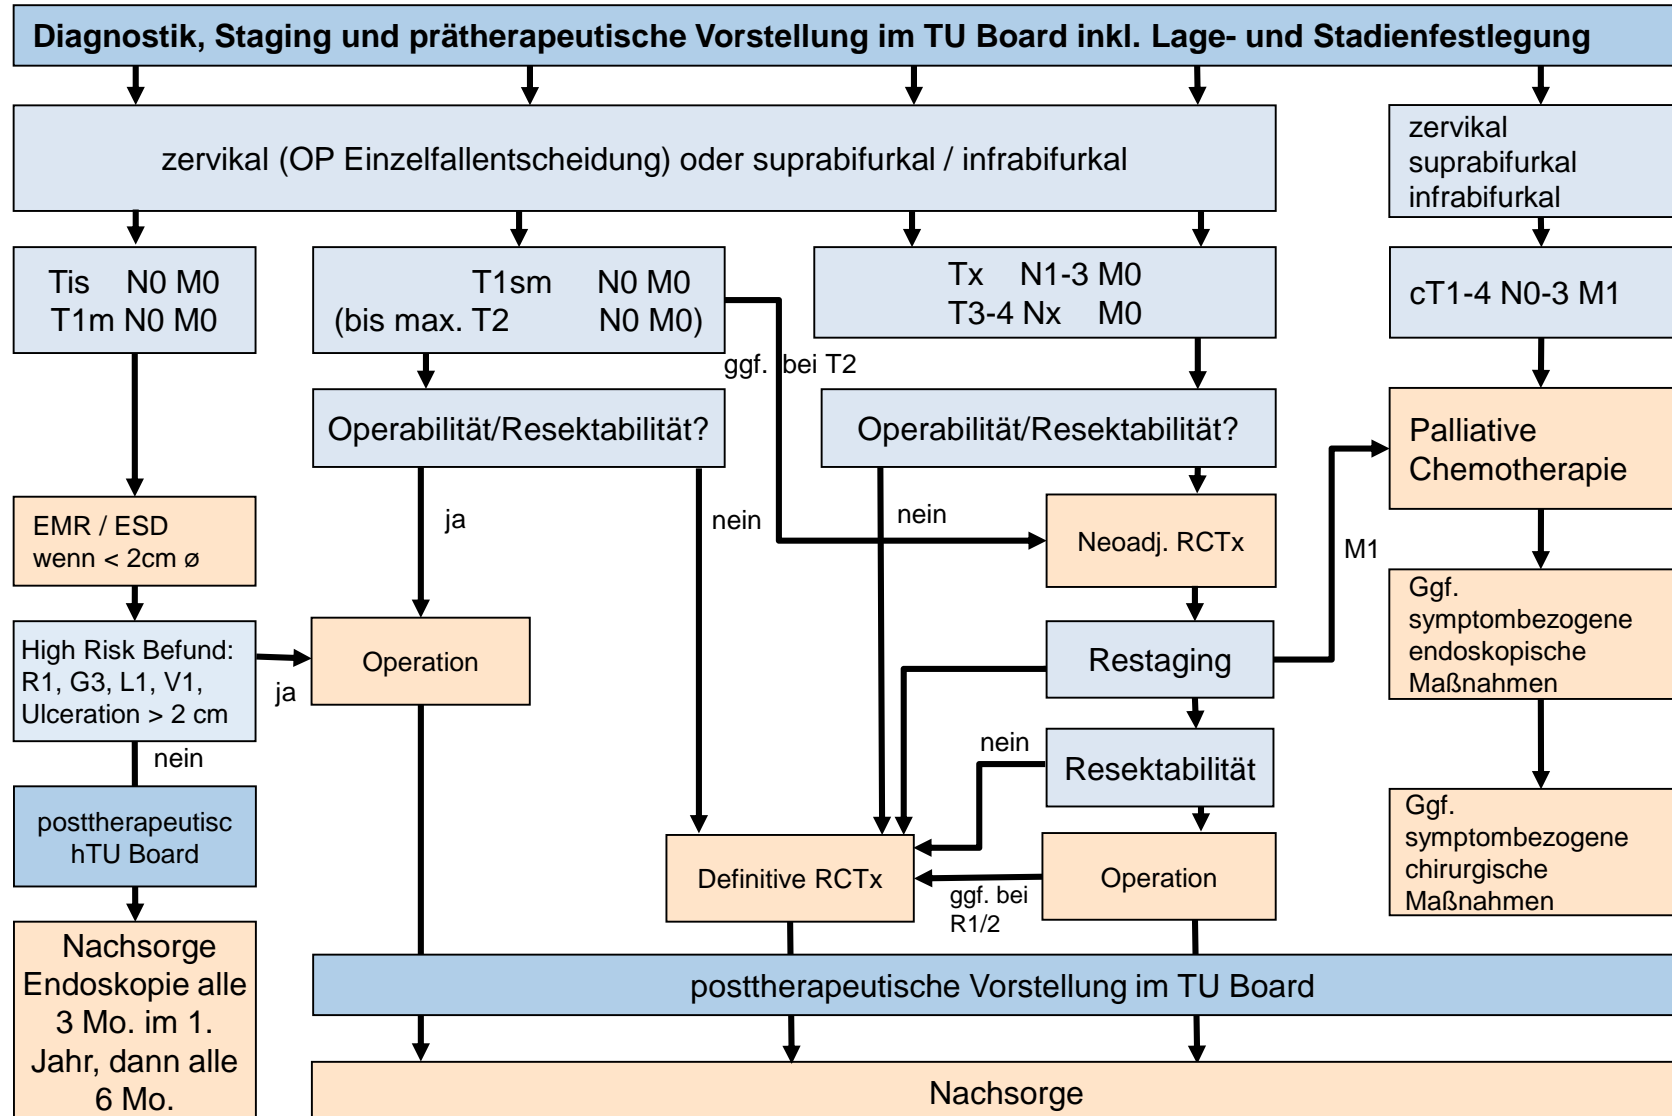 Diagnostik, Staging und prätherapeutische Vorstellung im TU Board inkl. Lage- und Stadienfestlegung
zervikal (OP Einzelfallentscheidung) oder suprabifurkal / infrabifurkal
zervikal
suprabifurkal
infrabifurkal
Tis N0 M0
T1m N0 M0
T1sm N0 M0
(bis max. T2 N0 M0)
Tx N1-3 M0
T3-4 Nx M0
cT1-4 N0-3 M1
ggf. bei T2
Operabilität/Resektabilität?
Operabilität/Resektabilität?
Palliative
Chemotherapie
EMR / ESD
wenn < 2cm ø
ja
nein
nein
Neoadj. RCTx
M1
High Risk Befund:
R1, G3, L1, V1,
Ulceration > 2 cm
ja
nein
Operation
Restaging
Ggf.
symptombezogene
endoskopische
Maßnahmen
nein
Resektabilität
posttherapeutisc
hTU Board
Definitive RCTx
ggf. bei
R1/2
Operation
Ggf.
symptombezogene
chirurgische
Maßnahmen
Nachsorge
Endoskopie alle
3 Mo. im 1.
Jahr, dann alle
6 Mo.
posttherapeutische Vorstellung im TU Board
Nachsorge